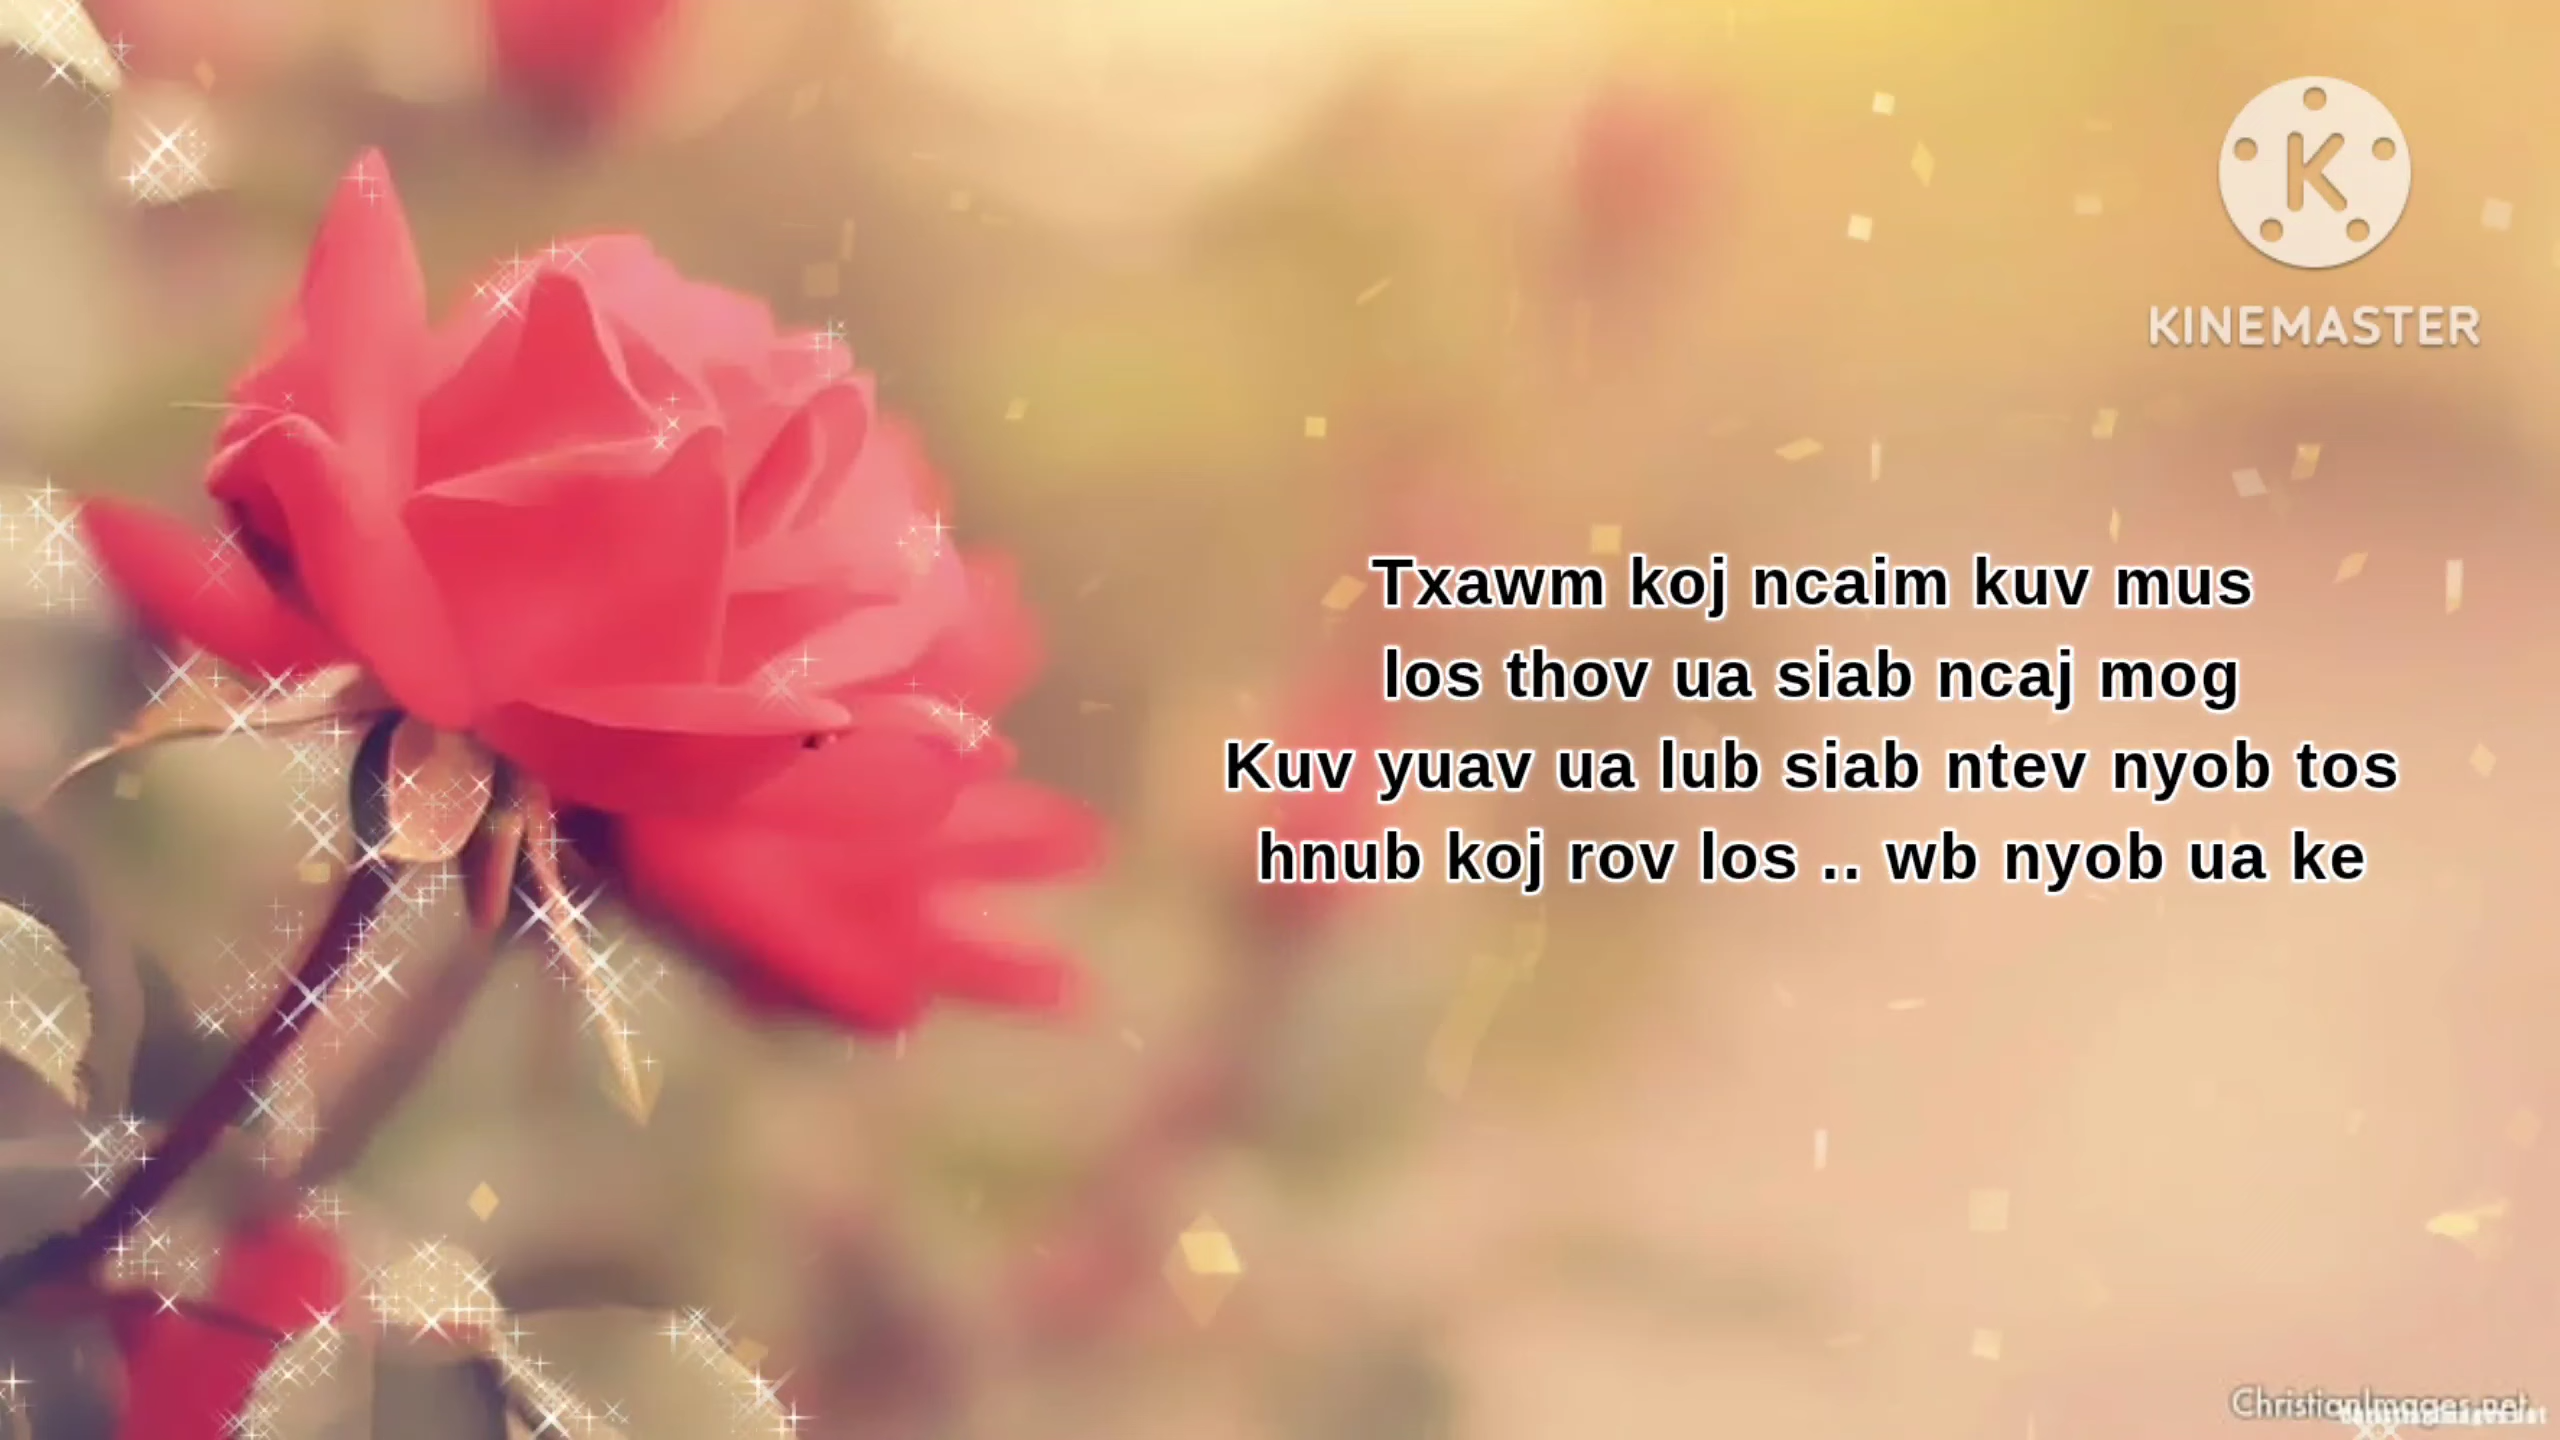 KINEMASTER
Txawm koj ncaim kuv mus
los thov ua siab ncaj mog
Kuv yuav ua lub siab ntev nyob tos
hnub koj rov los .. wb nyob ua ke
ChristianImages.net